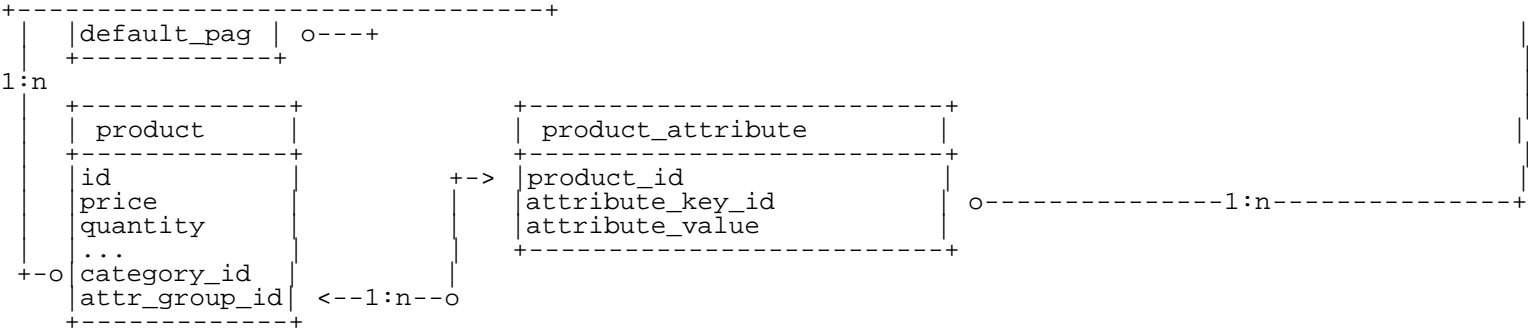 default_pag o---+
1:n
product product_attribute
id +-> product_id
price attribute_key_id o---------------1:n---------------+
quantity attribute_value
...
+-o category_id
attr_group_id <--1:n--o